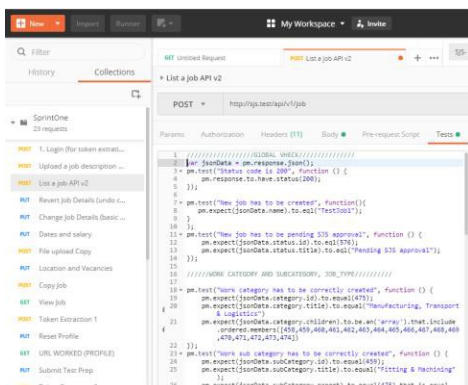 New
Import
Runner
My Workspace
Invite
Filter
History
Collections
SprintOne
23 requests
POST 1. Login (for token extrati...
POST Upload a job description ...
POST List a job API v2
PUT Revert Job Details (undo c...
PUT Change Job Details (basic ...
PUT Dates and salary
POST File upload Copy
PUT Location and Vacancies
POST Copy Job
GET View Job
POST Token Extraction 1
PUT Reset Profile
GET URL WORKED (PROFILE)
PUT Submit Test Prep
GET Untitled Request
POST List a job API v2
SJS-
List a job API v2
POST
http://sjs.test/api/v1/job
Params
Authorization
Headers (11)
Body
Pre-request Script
Tests
1 //////////////////GLOBAL VHECK///////////////
2 var jsonData = pm.response.json();
3 pm.test("Status code is 200", function () {
4 pm.response.to.have.status(200);
5 });
6
7 pm.test("New job has to be created", function(){
8 pm.expect(jsonData.name).to.eql("TestJob1");
9 }
10 );
11 pm.test("New job has to be pending SJS approval", function () {
12 pm.expect(jsonData.status.id).to.eql(576);
13 pm.expect(jsonData.status.title).to.eql("Pending SJS approval");
14 });
15
16 //////WORK CATEGORY AND SUBCATEGORY, JOB_TYPE//////////
17
18 pm.test("Work category has to be correctly created", function () {
19 pm.expect(jsonData.category.id).to.equal(475);
20 pm.expect(jsonData.category.title).to.equal("Manufacturing, Transport
& Logistics")
21 pm.expect(jsonData.category.children).to.be.an('array').that.include
.ordered.members([458,459,460,461,462,463,464,465,466,467,468,469
,470,471,472,473,474])
22 });
23 pm.test("Work sub category has to be correctly created", function () {
24 pm.expect(jsonData.subCategory.id).to.equal(459);
25 pm.expect(jsonData.subCategory.title).to.equal("Fitting & Machining"
);